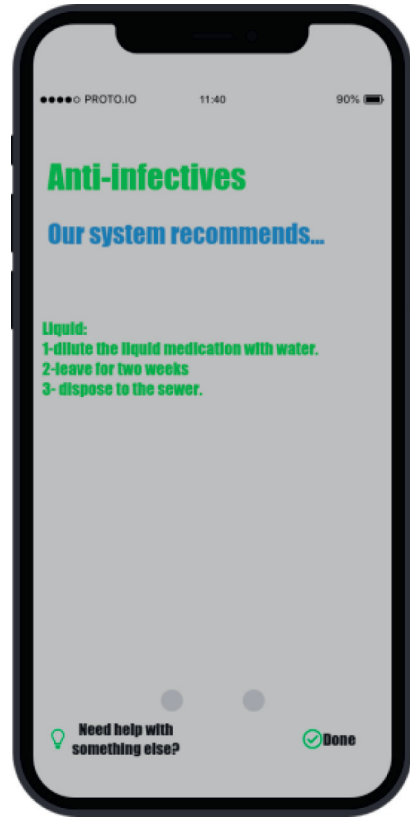 ●●●●○ PROTO.IO 11:40 90%
Anti-infectives
Our system recommends...
Liquid:
1-dilute the liquid medication with water.
2-leave for two weeks
3- dispose to the sewer.
Need help with
something else?
Done